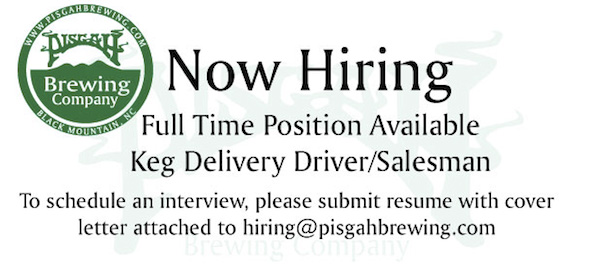 WWW.PISGAHBREWING.COM
PISGAH
Brewing
Company
BLACK MOUNTAIN, NC
Now Hiring
Full Time Position Available
Keg Delivery Driver/Salesman
To schedule an interview, please submit resume with cover
letter attached to hiring@pisgahbrewing.com
PISGAH
Brewing Company